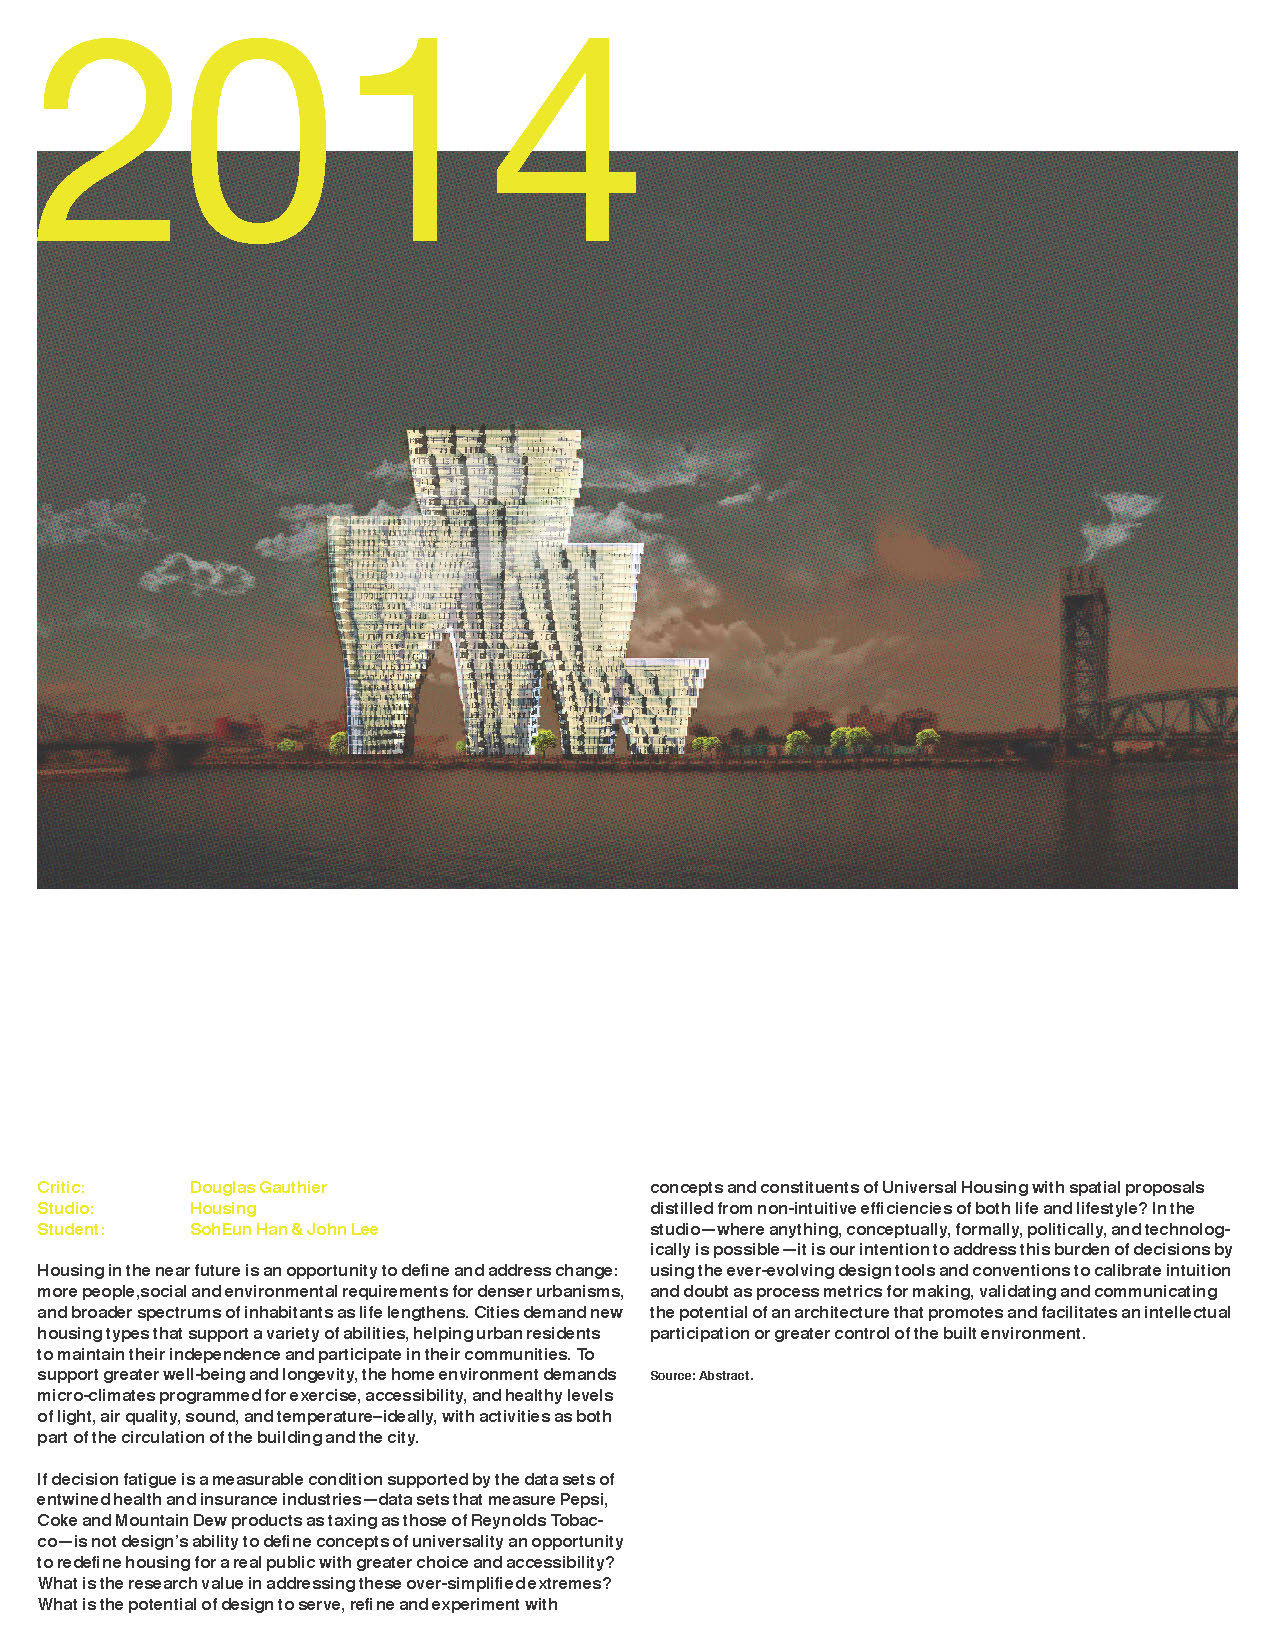 2014
Critic: Douglas Gauthier
Studio: Housing
Student: SohEun Han & John Lee
Housing in the near future is an opportunity to define and address change:
more people,social and environmental requirements for denser urbanisms,
and broader spectrums of inhabitants as life lengthens. Cities demand new
housing types that support a variety of abilities, helping urban residents
to maintain their independence and participate in their communities. To
support greater well-being and longevity, the home environment demands
micro-climates programmed for exercise, accessibility, and healthy levels
of light, air quality, sound, and temperature–ideally, with activities as both
part of the circulation of the building and the city.
If decision fatigue is a measurable condition supported by the data sets of
entwined health and insurance industries—data sets that measure Pepsi,
Coke and Mountain Dew products as taxing as those of Reynolds Tobac-
co—is not design’s ability to define concepts of universality an opportunity
to redefine housing for a real public with greater choice and accessibility?
What is the research value in addressing these over-simplified extremes?
What is the potential of design to serve, refine and experiment with
concepts and constituents of Universal Housing with spatial proposals
distilled from non-intuitive efficiencies of both life and lifestyle? In the
studio—where anything, conceptually, formally, politically, and technolog-
ically is possible—it is our intention to address this burden of decisions by
using the ever-evolving design tools and conventions to calibrate intuition
and doubt as process metrics for making, validating and communicating
the potential of an architecture that promotes and facilitates an intellectual
participation or greater control of the built environment.
Source: Abstract.